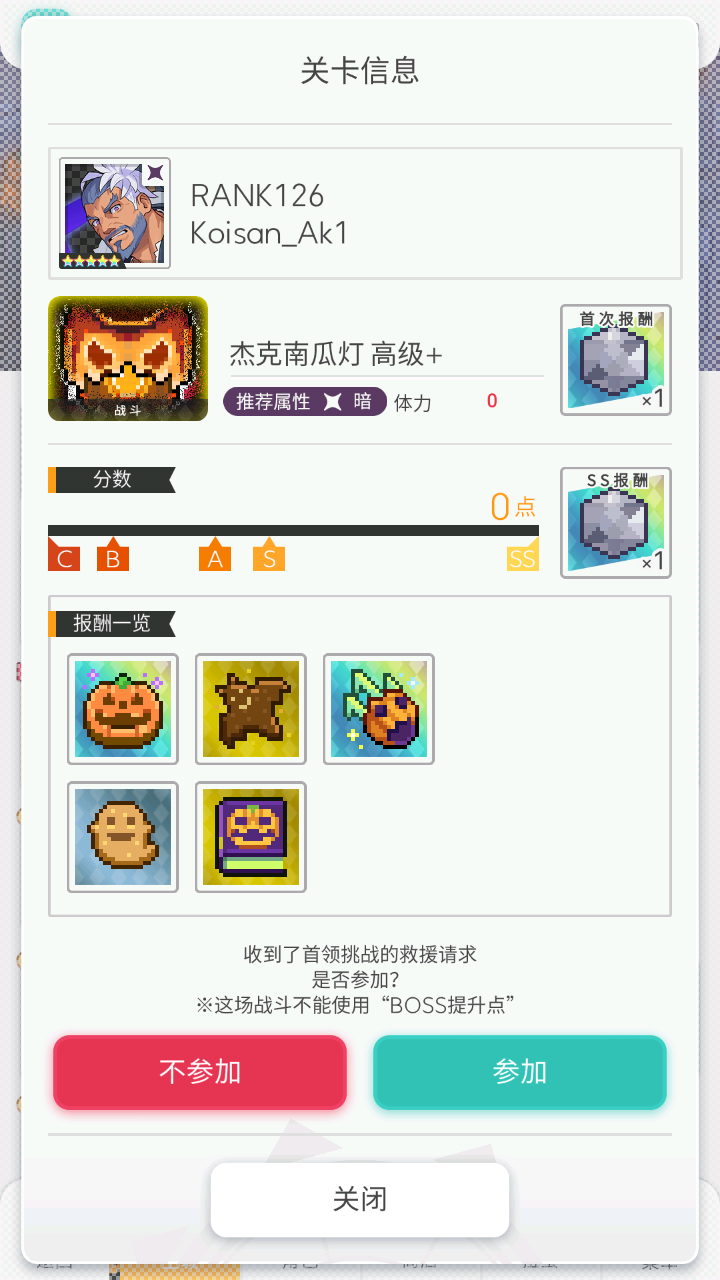 关卡信息
RANK126
Koisan_Ak1
首次报酬
×1
杰克南瓜灯 高级+
战斗
推荐属性 暗 体力 0
分数
0点
SS报酬
×1
C B A S SS
报酬一览
收到了首领挑战的救援请求
是否参加?
※这场战斗不能使用“BOSS提升点”
不参加
参加
关闭